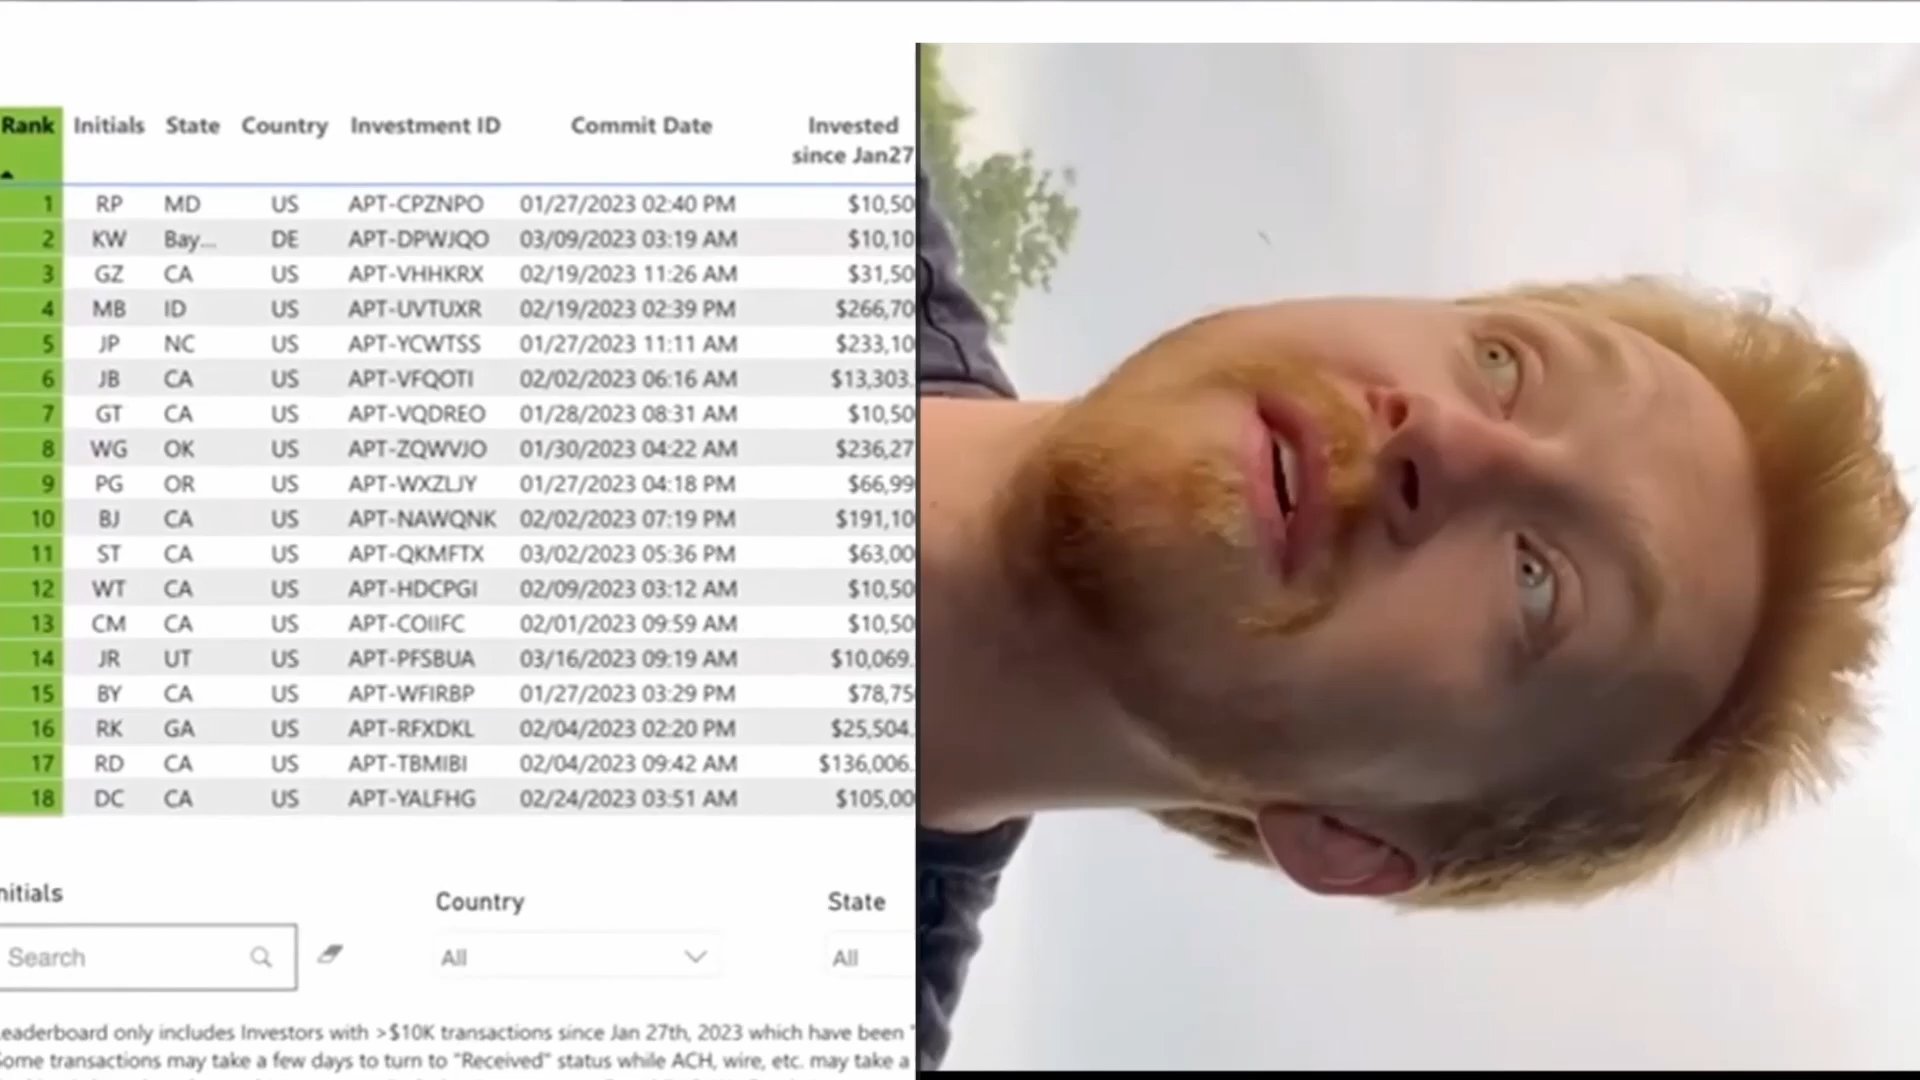 Rank Initials State Country Investment ID Commit Date Invested since Jan27
1 RP MD US APT-CPZNPO 01/27/2023 02:40 PM $10,50
2 KW Bay... DE APT-DPWJQO 03/09/2023 03:19 AM $10,10
3 GZ CA US APT-VHHKRX 02/19/2023 11:26 AM $31,50
4 MB ID US APT-UVTUXR 02/19/2023 02:39 PM $266,70
5 JP NC US APT-YCWTSS 01/27/2023 11:11 AM $233,10
6 JB CA US APT-VFQOTI 02/02/2023 06:16 AM $13,303.
7 GT CA US APT-VQDREO 01/28/2023 08:31 AM $10,50
8 WG OK US APT-ZQWVJO 01/30/2023 04:22 AM $236,27
9 PG OR US APT-WXZLJY 01/27/2023 04:18 PM $66,99
10 BJ CA US APT-NAWQNK 02/02/2023 07:19 PM $191,10
11 ST CA US APT-QKMFTX 03/02/2023 05:36 PM $63,00
12 WT CA US APT-HDCPGI 02/09/2023 03:12 AM $10,50
13 CM CA US APT-COIIFC 02/01/2023 09:59 AM $10,50
14 JR UT US APT-PFSBUA 03/16/2023 09:19 AM $10,069.
15 BY CA US APT-WFIRBP 01/27/2023 03:29 PM $78,75
16 RK GA US APT-RFXDKL 02/04/2023 02:20 PM $25,504.
17 RD CA US APT-TBMIBI 02/04/2023 09:42 AM $136,006.
18 DC CA US APT-YALFHG 02/24/2023 03:51 AM $105,00
nitials Country State
Search All All
eaderboard only includes Investors with >$10K transactions since Jan 27th, 2023 which have been "
ome transactions may take a few days to turn to "Received" status while ACH, wire, etc. may take a